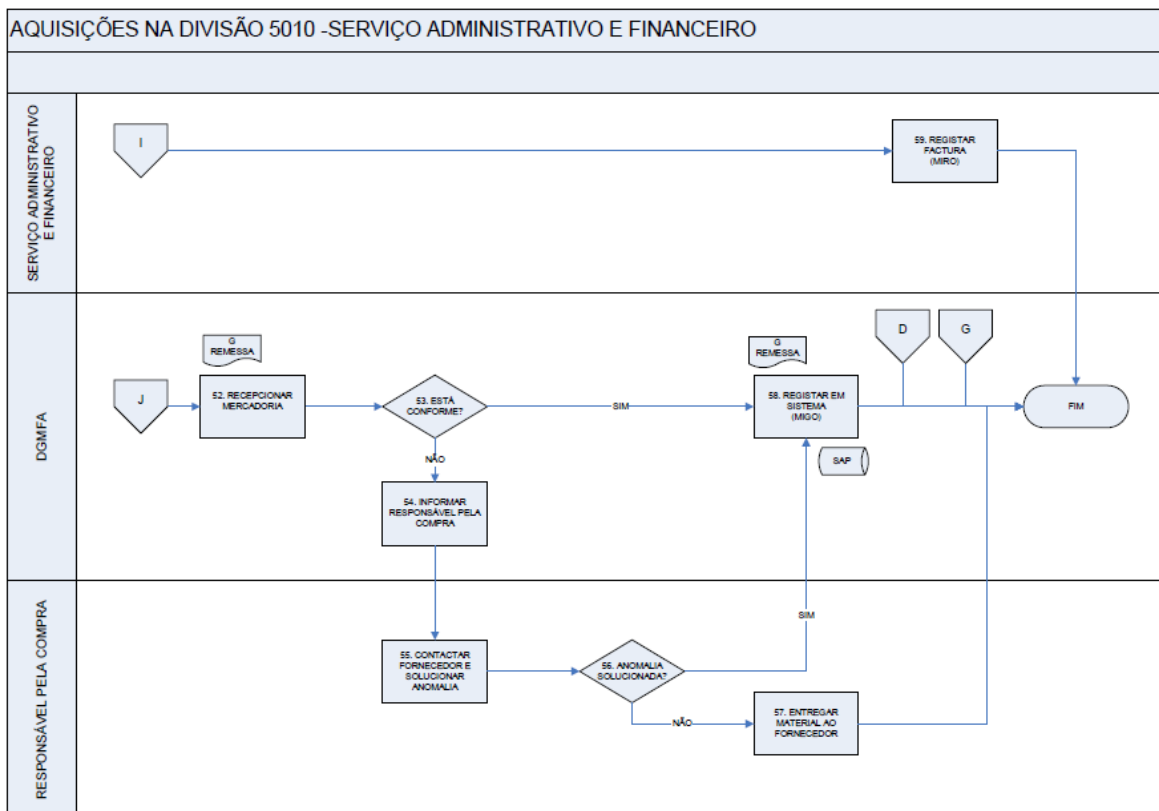 AQUISIÇÕES NA DIVISÃO 5010 -SERVIÇO ADMINISTRATIVO E FINANCEIRO
SERVIÇO ADMINISTRATIVO
E FINANCEIRO
I
59. REGISTAR
FACTURA
(MIRO)
DGMFA
J
G
REMESSA
52. RECEPCIONAR
MERCADORIA
53. ESTÁ
CONFORME?
SIM
NÃO
54. INFORMAR
RESPONSÁVEL PELA
COMPRA
G
REMESSA
58. REGISTAR EM
SISTEMA
(MIGO)
SAP
D
G
FIM
RESPONSÁVEL PELA COMPRA
55. CONTACTAR
FORNECEDOR E
SOLUCIONAR
ANOMALIA
56. ANOMALIA
SOLUCIONADA?
SIM
NÃO
57. ENTREGAR
MATERIAL AO
FORNECEDOR